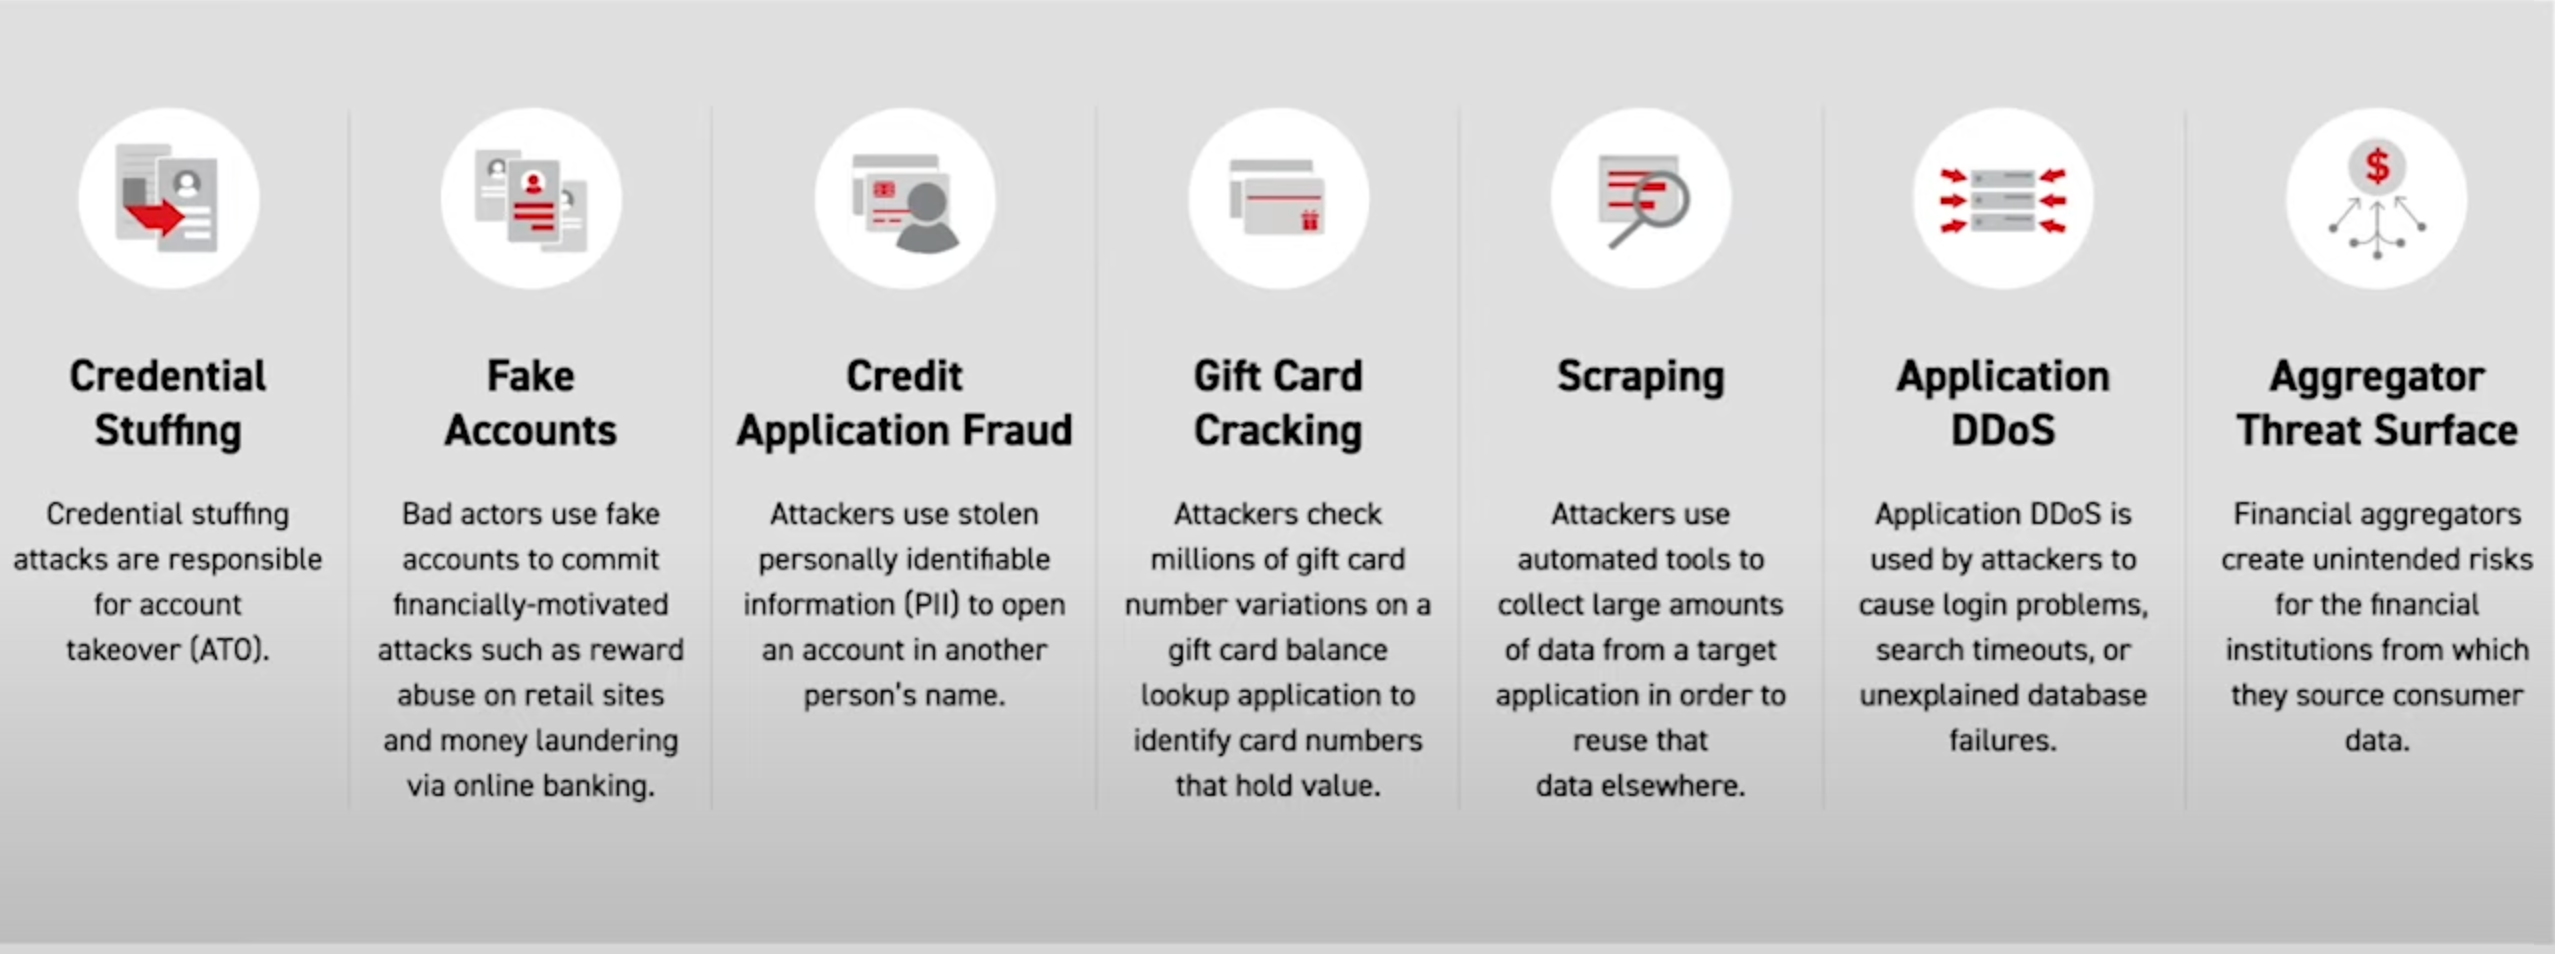 Credential
Stuffing
Credential stuffing
attacks are responsible
for account
takeover (ATO).
Fake
Accounts
Bad actors use fake
accounts to commit
financially-motivated
attacks such as reward
abuse on retail sites
and money laundering
via online banking.
Credit
Application Fraud
Attackers use stolen
personally identifiable
information (PII) to open
an account in another
person's name.
Gift Card
Cracking
Attackers check
millions of gift card
number variations on a
gift card balance
lookup application to
identify card numbers
that hold value.
Scraping
Attackers use
automated tools to
collect large amounts
of data from a target
application in order to
reuse that
data elsewhere.
Application
DDoS
Application DDoS is
used by attackers to
cause login problems,
search timeouts, or
unexplained database
failures.
$
Aggregator
Threat Surface
Financial aggregators
create unintended risks
for the financial
institutions from which
they source consumer
data.